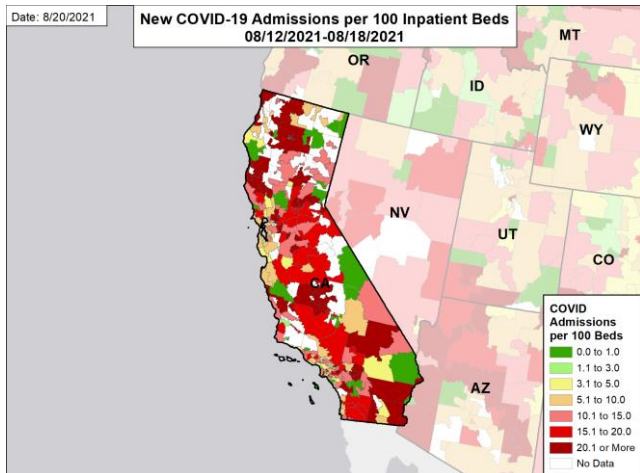 Date: 8/20/2021
New COVID-19 Admissions per 100 Inpatient Beds
08/12/2021-08/18/2021
MT
OR
ID
WY
NV
UT
CO
CA
AZ
COVID
Admissions
per 100 Beds
0.0 to 1.0
1.1 to 3.0
3.1 to 5.0
5.1 to 10.0
10.1 to 15.0
15.1 to 20.0
20.1 or More
No Data